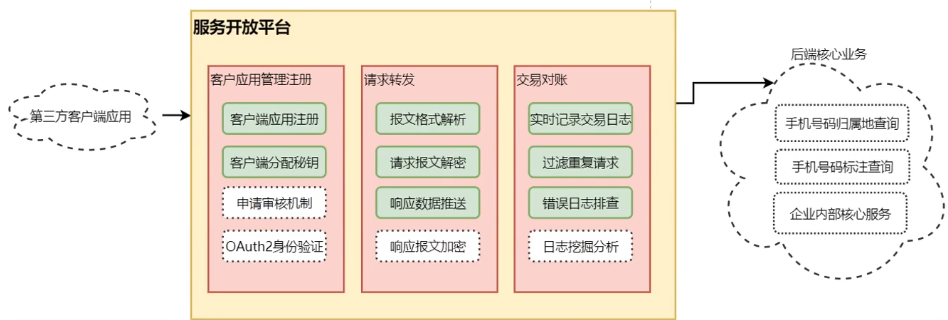 服务开放平台
后端核心业务
客户应用管理注册
请求转发
交易对账
第三方客户端应用
客户端应用注册
报文格式解析
实时记录交易日志
手机号码归属地查询
客户端分配秘钥
请求报文解密
过滤重复请求
手机号码标注查询
申请审核机制
响应数据推送
错误日志排查
企业内部核心服务
OAuth2身份验证
响应报文加密
日志挖掘分析